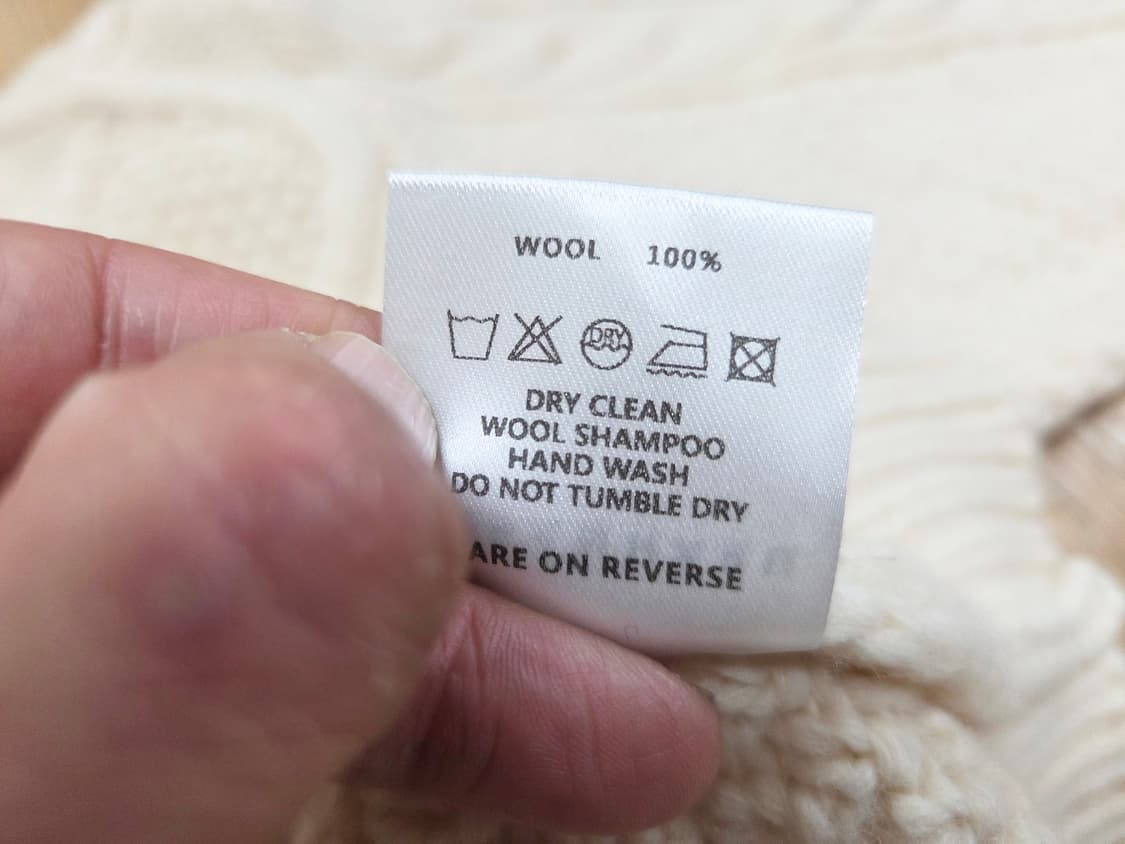 WOOL 100%
DRY
DRY CLEAN
WOOL SHAMPOO
HAND WASH
DO NOT TUMBLE DRY
ARE ON REVERSE